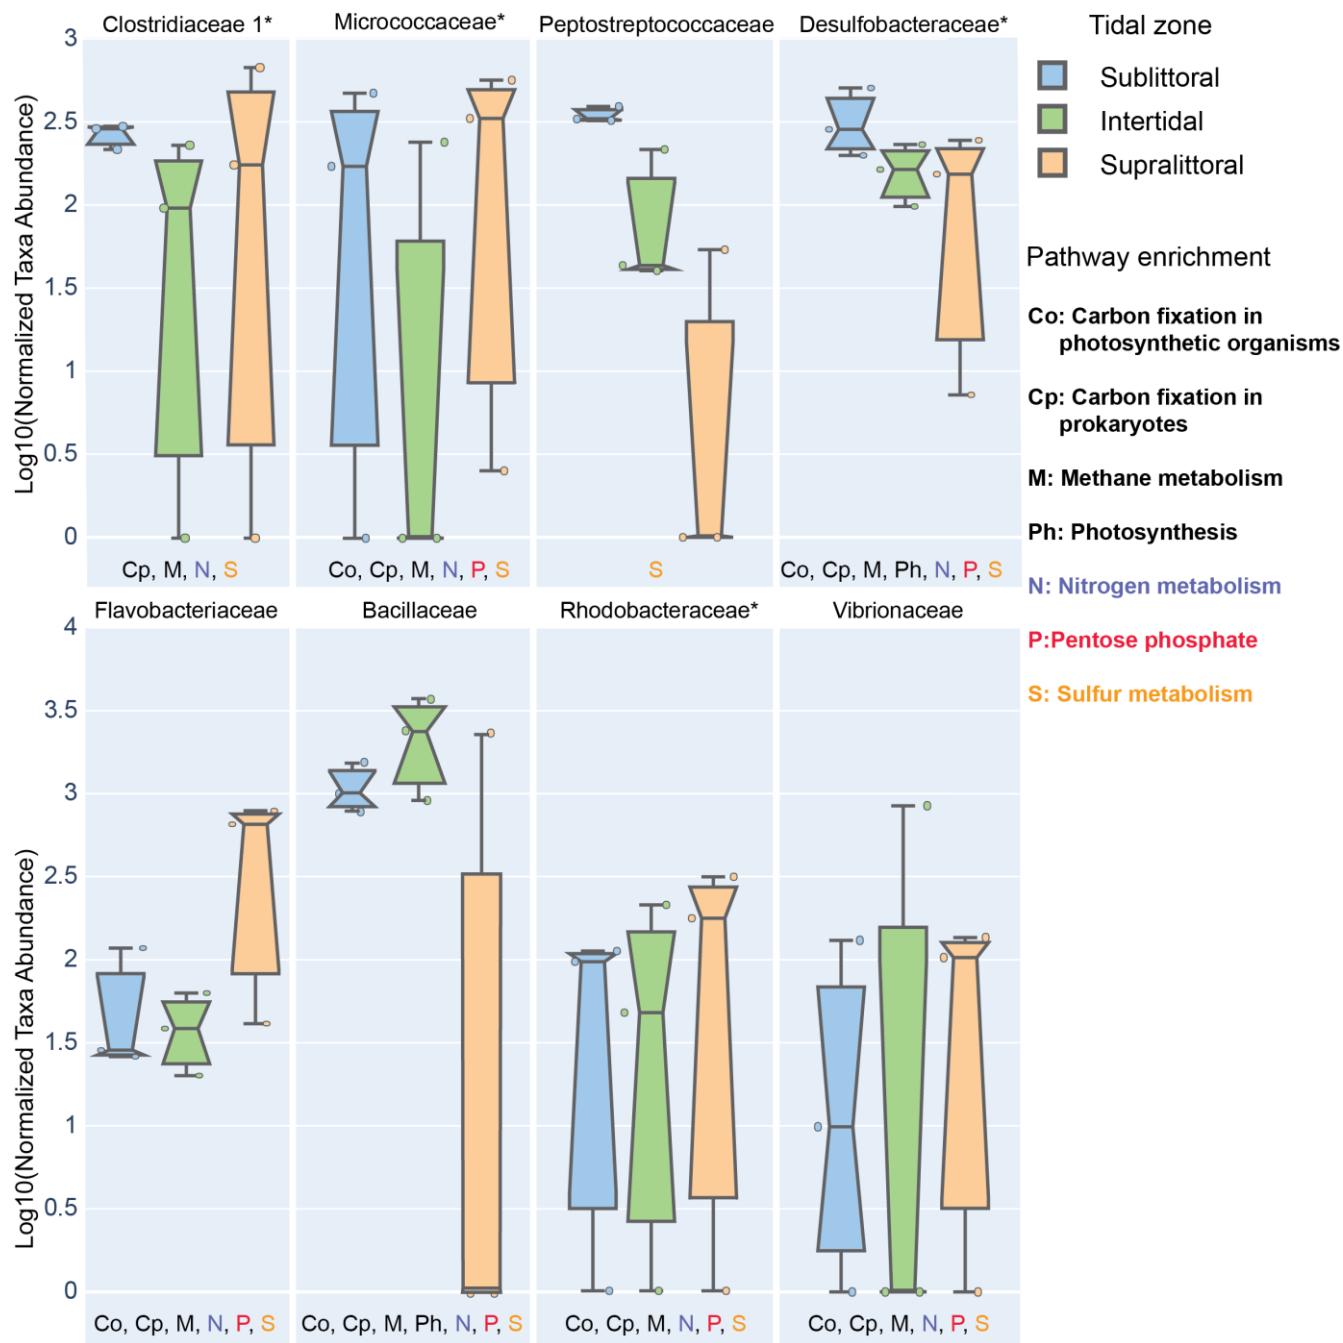 Clostridiaceae 1*
Micrococcaceae*
Peptostreptococcaceae
Desulfobacteraceae*
Log10(Normalized Taxa Abundance)
3
2.5
2
1.5
1
0.5
0
Cp, M, N, S
Co, Cp, M, N, P, S
S
Co, Cp, M, Ph, N, P, S
Flavobacteriaceae
Bacillaceae
Rhodobacteraceae*
Vibrionaceae
Log10(Normalized Taxa Abundance)
4
3.5
3
2.5
2
1.5
1
0.5
0
Co, Cp, M, N, P, S
Co, Cp, M, Ph, N, P, S
Co, Cp, M, N, P, S
Co, Cp, M, N, P, S
Tidal zone
Sublittoral
Intertidal
Supralittoral
Pathway enrichment
Co: Carbon fixation in
photosynthetic organisms
Cp: Carbon fixation in
prokaryotes
M: Methane metabolism
Ph: Photosynthesis
N: Nitrogen metabolism
P:Pentose phosphate
S: Sulfur metabolism